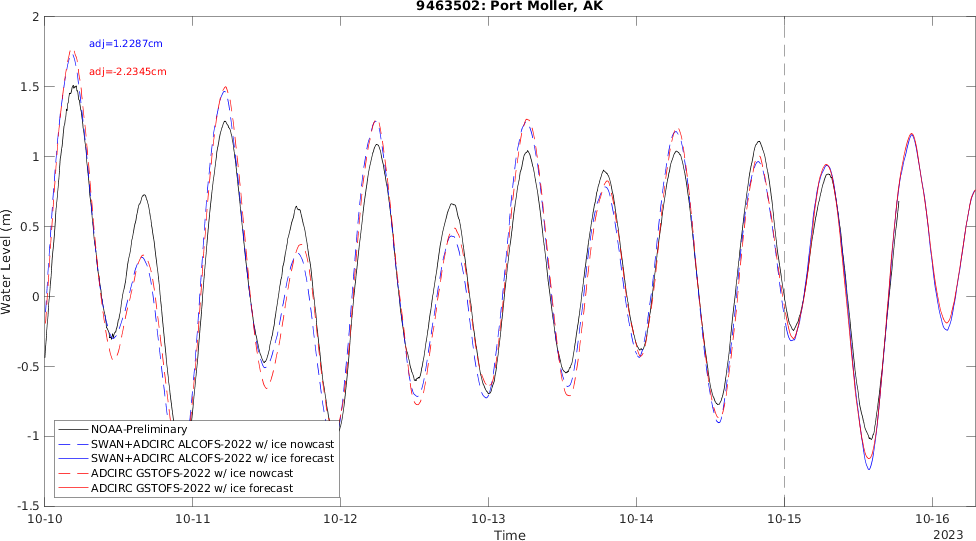 9463502: Port Moller, AK
adj=1.2287cm
adj=-2.2345cm
2
1.5
1
0.5
0
-0.5
-1
-1.5
Water Level (m)
NOAA-Preliminary
SWAN+ADCIRC ALCOFS-2022 w/ ice nowcast
SWAN+ADCIRC ALCOFS-2022 w/ ice forecast
ADCIRC GSTOFS-2022 w/ ice nowcast
ADCIRC GSTOFS-2022 w/ ice forecast
10-10 10-11 10-12 10-13 10-14 10-15 10-16
Time
2023